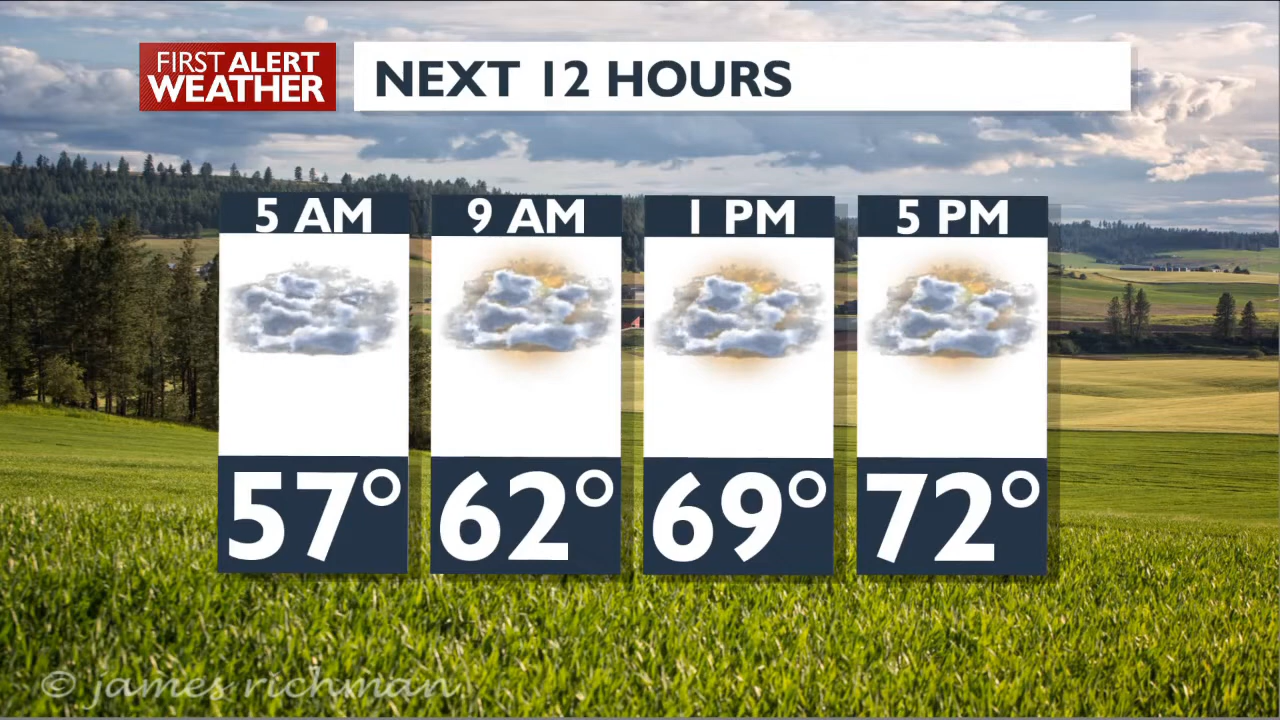 FIRST ALERT
WEATHER
NEXT 12 HOURS
5 AM
9 AM
1 PM
5 PM
57°
62°
69°
72°
© james richman